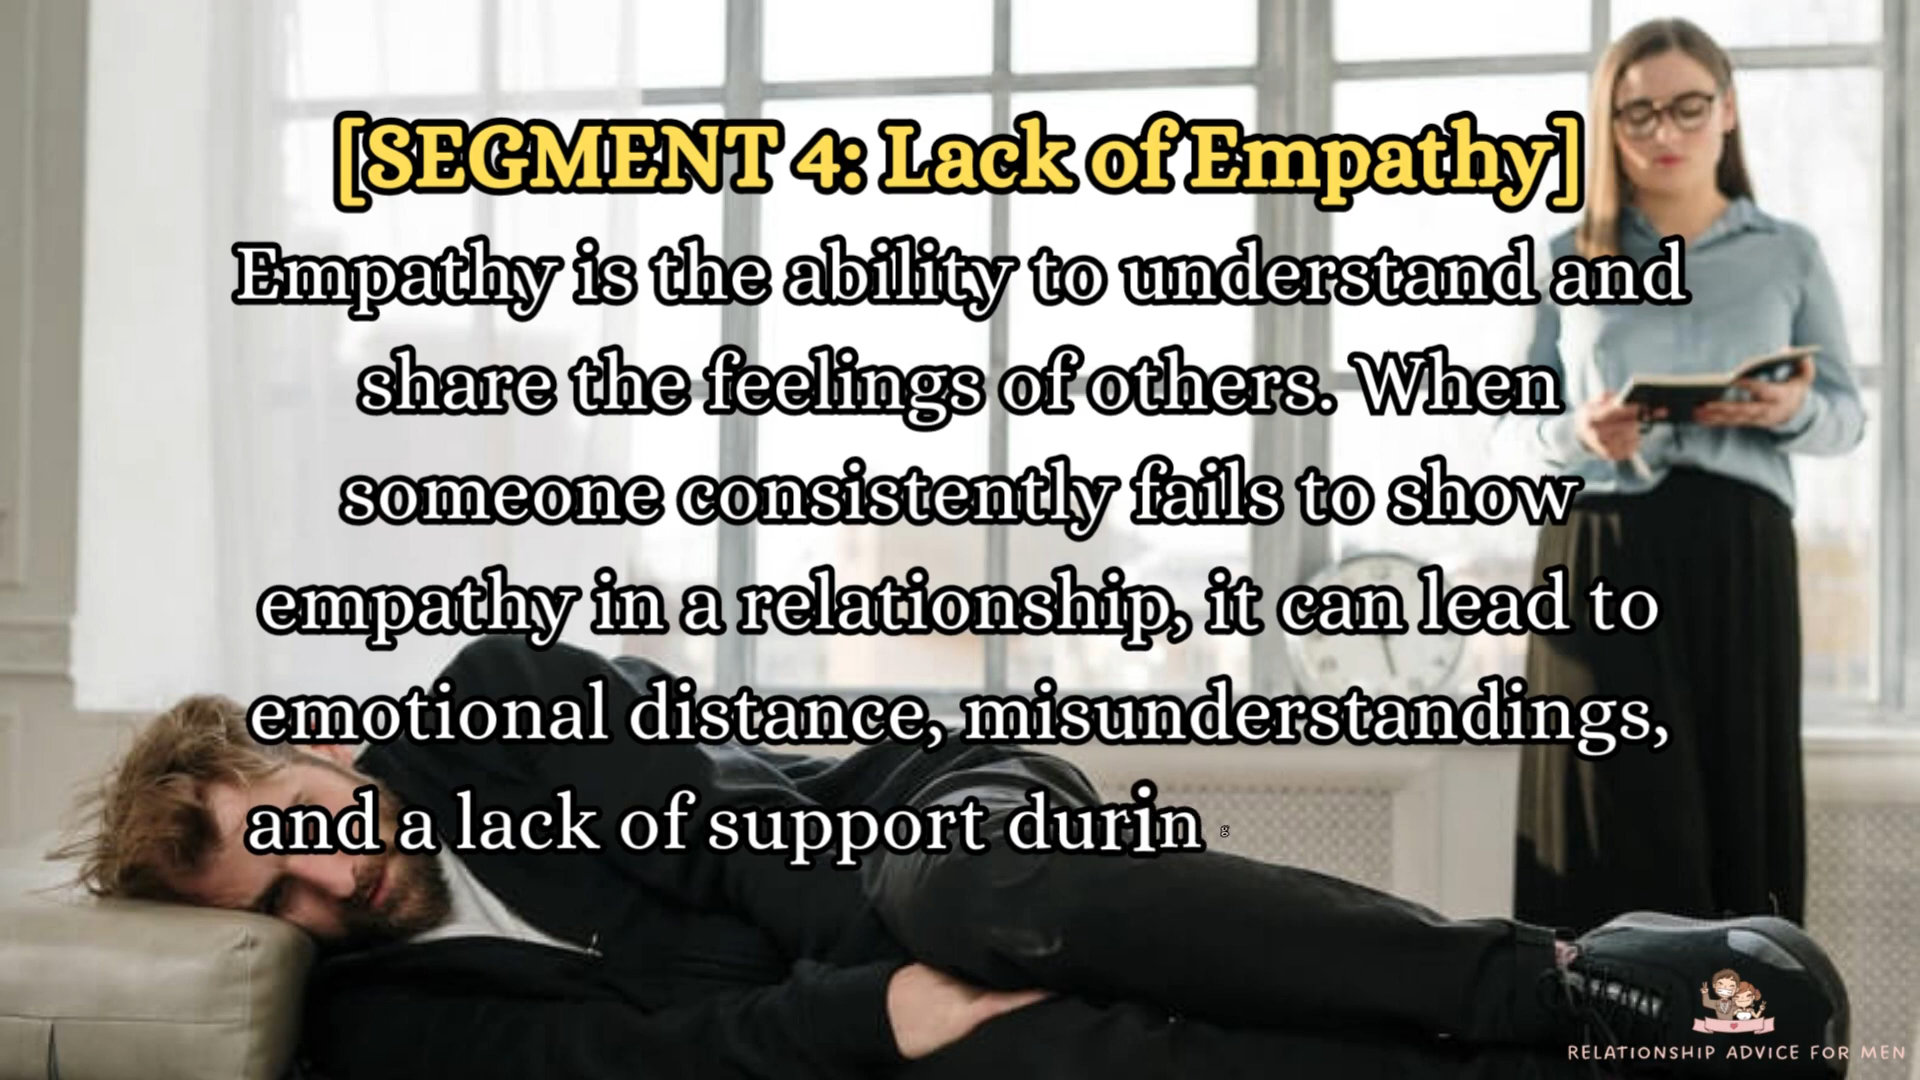 [SEGMENT 4: Lack of Empathy]
Empathy is the ability to understand and
share the feelings of others. When
someone consistently fails to show
empathy in a relationship, it can lead to
emotional distance, misunderstandings,
and a lack of support during
RELATIONSHIP ADVICE FOR MEN